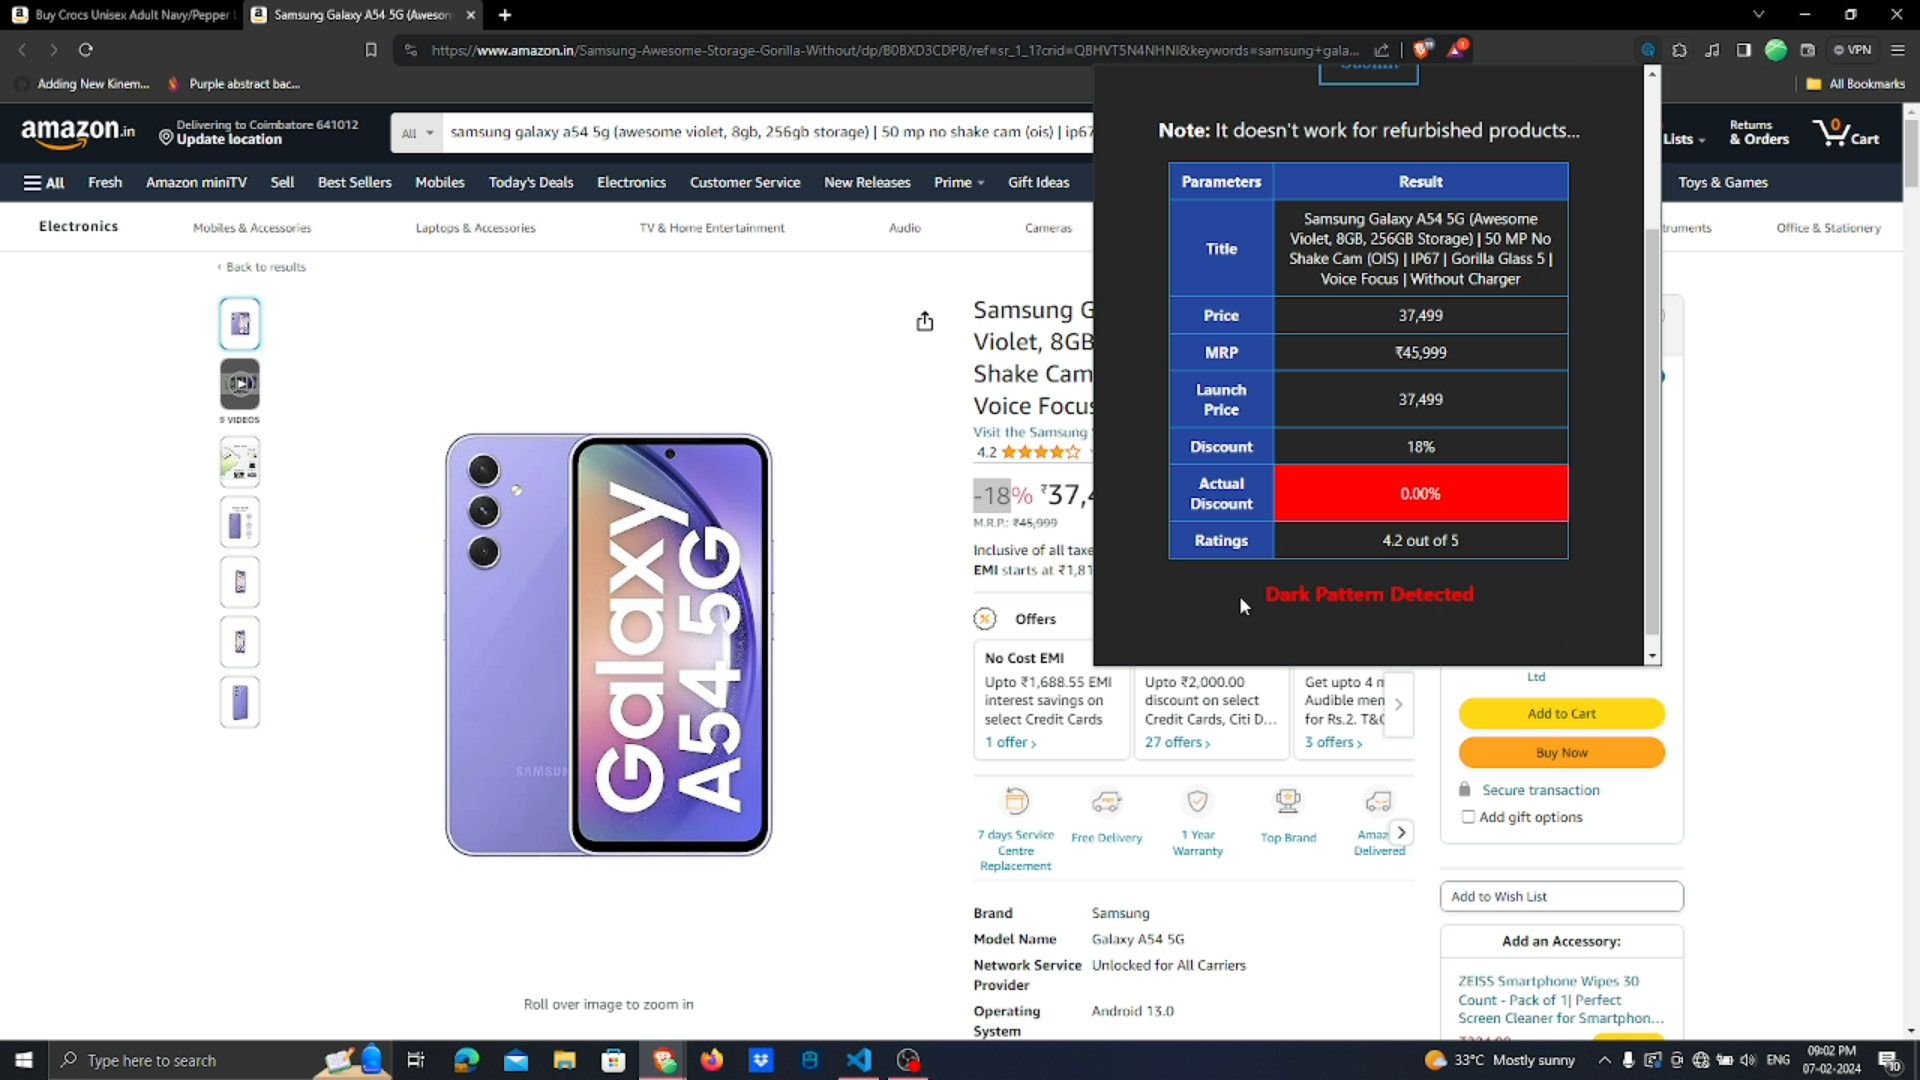 Buy Crocs Unisex Adult Navy/Pepper
Samsung Galaxy A54 5G (Aweson
https://www.amazon.in/Samsung-Awesome-Storage-Gorilla-Without/dp/B0BXD3CDP8/ref=sr_1_1?crid=QBHVT5N4NHNI&keywords=samsung+gala...
VPN
Adding New Kinem...
Purple abstract bac...
All Bookmarks
amazon.in
Delivering to Coimbatore 641012
Update location
All
samsung galaxy a54 5g (awesome violet, 8gb, 256gb storage) | 50 mp no shake cam (ois) | ip67
Lists
Returns
& Orders
0
Cart
All
Fresh
Amazon miniTV
Sell
Best Sellers
Mobiles
Today's Deals
Electronics
Customer Service
New Releases
Prime
Gift Ideas
Toys & Games
Electronics
Mobiles & Accessories
Laptops & Accessories
TV & Home Entertainment
Audio
Cameras
truments
Office & Stationery
‹ Back to results
9 VIDEOS
Galaxy
A54 5G
SAMSU
Roll over image to zoom in
Samsung G
Violet, 8GB
Shake Cam
Voice Focus
Visit the Samsung
4.2
-18% ₹37,4
M.R.P.: ₹45,999
Inclusive of all taxe
EMI starts at ₹1,81
Offers
No Cost EMI
Upto ₹1,688.55 EMI
interest savings on
select Credit Cards
1 offer ›
Upto ₹2,000.00
discount on select
Credit Cards, Citi D...
27 offers ›
Get upto 4 m
Audible mem
for Rs.2. T&C
3 offers ›
7 days Service
Centre
Replacement
Free Delivery
1 Year
Warranty
Top Brand
Amaz
Delivered
Brand Samsung
Model Name Galaxy A54 5G
Network Service Unlocked for All Carriers
Provider
Operating Android 13.0
System
Note: It doesn't work for refurbished products...
Parameters Result
Title
Samsung Galaxy A54 5G (Awesome
Violet, 8GB, 256GB Storage) | 50 MP No
Shake Cam (OIS) | IP67 | Gorilla Glass 5 |
Voice Focus | Without Charger
Price 37,499
MRP ₹45,999
Launch
Price
37,499
Discount 18%
Actual
Discount
0.00%
Ratings 4.2 out of 5
Dark Pattern Detected
Ltd
Add to Cart
Buy Now
Secure transaction
Add gift options
Add to Wish List
Add an Accessory:
ZEISS Smartphone Wipes 30
Count - Pack of 1| Perfect
Screen Cleaner for Smartphon...
Type here to search
33°C Mostly sunny
ENG
09:02 PM
07-02-2024
10